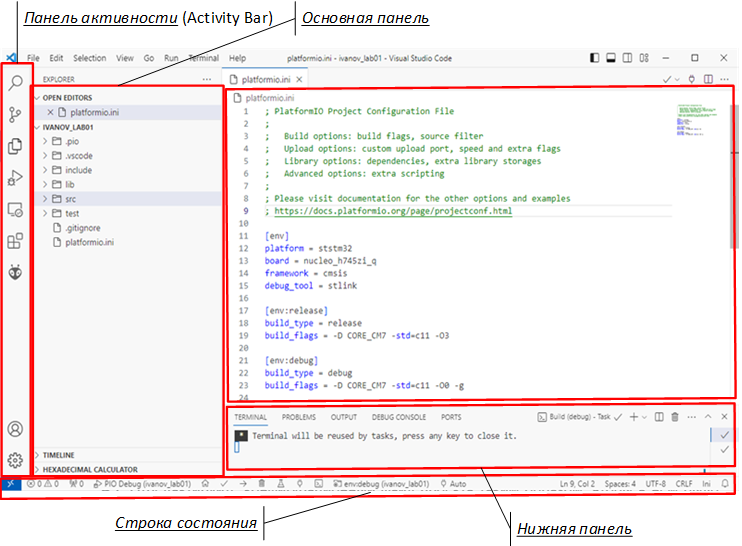 Панель активности (Activity Bar)
Основная панель
File Edit Selection View Go Run Terminal Help
platformio.ini - ivanov_lab01 - Visual Studio Code
EXPLORER
OPEN EDITORS
platformio.ini
IVANOV_LAB01
.pio
.vscode
include
lib
src
test
.gitignore
platformio.ini
TIMELINE
HEXADECIMAL CALCULATOR
platformio.ini
platformio.ini
1 ; PlatformIO Project Configuration File
2 ;
3 ; Build options: build flags, source filter
4 ; Upload options: custom upload port, speed and extra flags
5 ; Library options: dependencies, extra library storages
6 ; Advanced options: extra scripting
7 ;
8 ; Please visit documentation for the other options and examples
9 ; https://docs.platformio.org/page/projectconf.html
10
11 [env]
12 platform = ststm32
13 board = nucleo_h745zi_q
14 framework = cmsis
15 debug_tool = stlink
16
17 [env:release]
18 build_type = release
19 build_flags = -D CORE_CM7 -std=c11 -O3
20
21 [env:debug]
22 build_type = debug
23 build_flags = -D CORE_CM7 -std=c11 -O0 -g
24
TERMINAL PROBLEMS OUTPUT DEBUG CONSOLE PORTS
Build (debug) - Task
* Terminal will be reused by tasks, press any key to close it.
0 0 0 PIO Debug (ivanov_lab01) env:debug (ivanov_lab01) Auto Ln 9, Col 2 Spaces: 4 UTF-8 CRLF Ini
Строка состояния
Нижняя панель